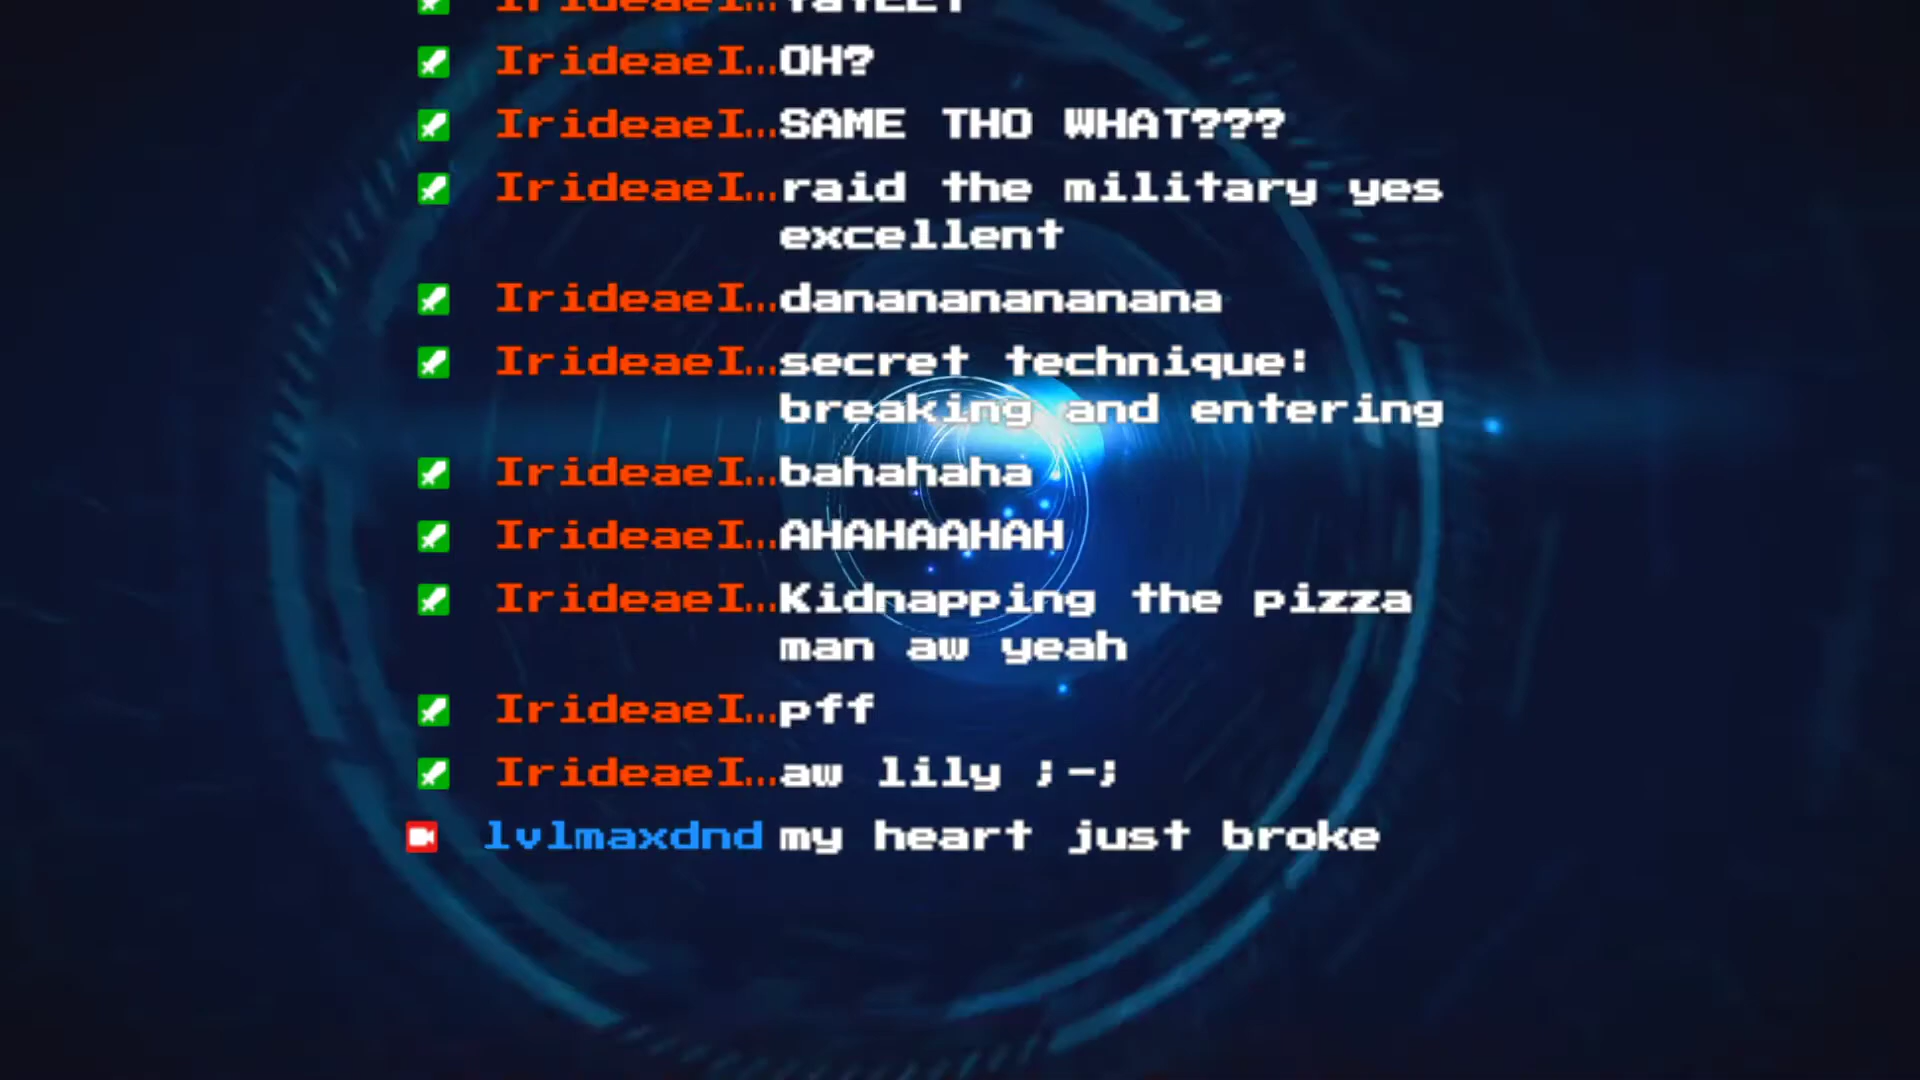 IrideaeI...
IrideaeI...OH?
IrideaeI...SAME THO WHAT???
IrideaeI...raid the military yes
excellent
IrideaeI...dananananananana
IrideaeI...secret technique:
breaking and entering
IrideaeI...bahahaha
IrideaeI...AHAHAAHAH
IrideaeI...Kidnapping the pizza
man aw yeah
IrideaeI...pff
IrideaeI...aw lily ;-;
lvlmaxdnd my heart just broke